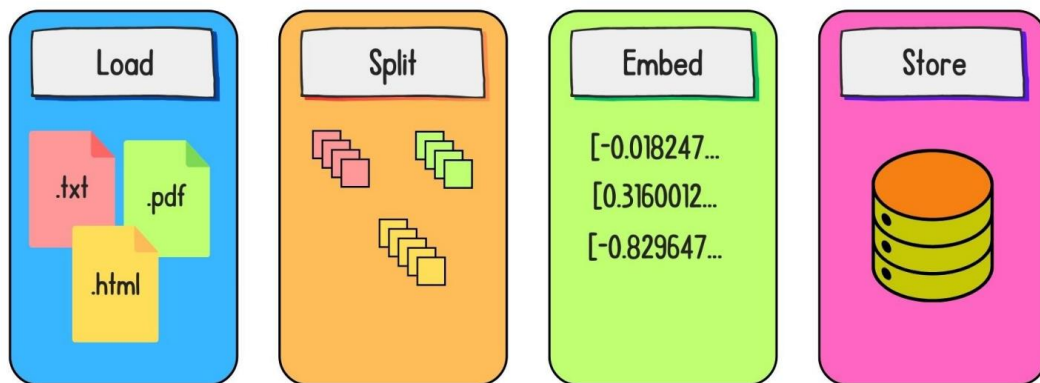 Load
Split
Embed
Store
.txt
.pdf
.html
[-0.018247...
[0.3160012...
[-0.829647...